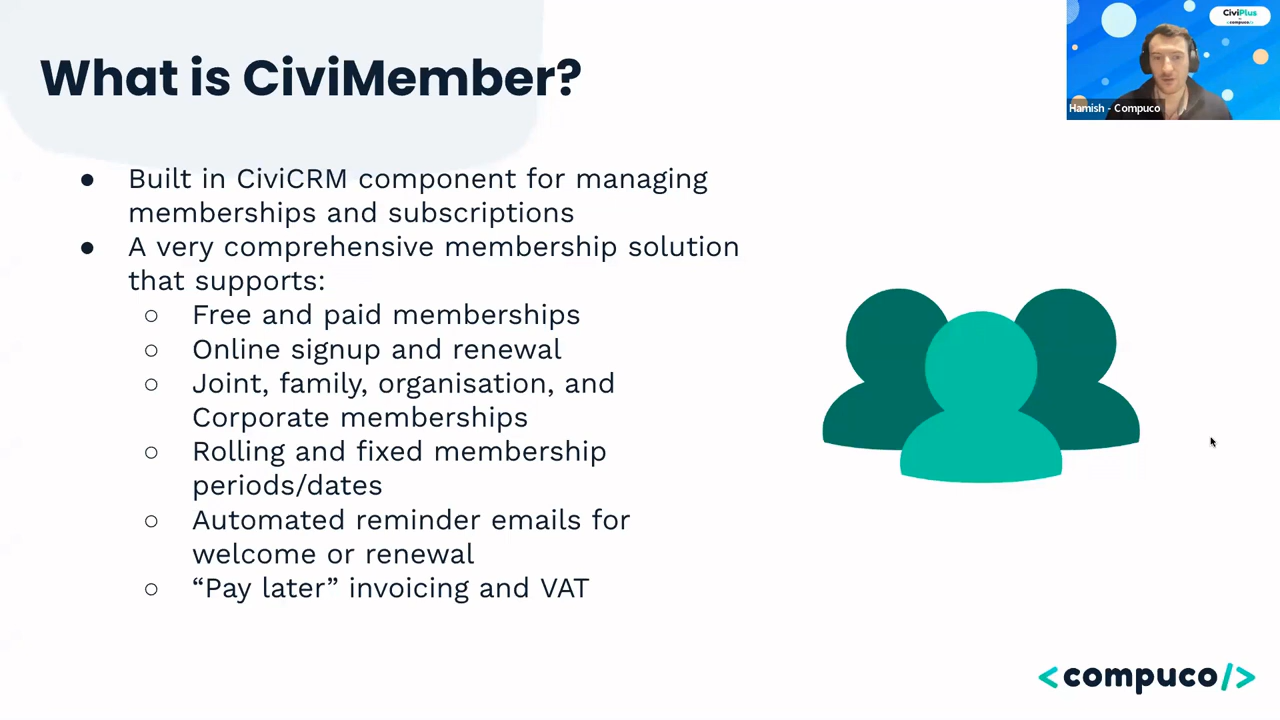 What is CiviMember?
CiviPlus
by
<compuco/>
Hamish - Compuco
● Built in CiviCRM component for managing
memberships and subscriptions
● A very comprehensive membership solution
that supports:
○ Free and paid memberships
○ Online signup and renewal
○ Joint, family, organisation, and
Corporate memberships
○ Rolling and fixed membership
periods/dates
○ Automated reminder emails for
welcome or renewal
○ “Pay later” invoicing and VAT
<compuco/>